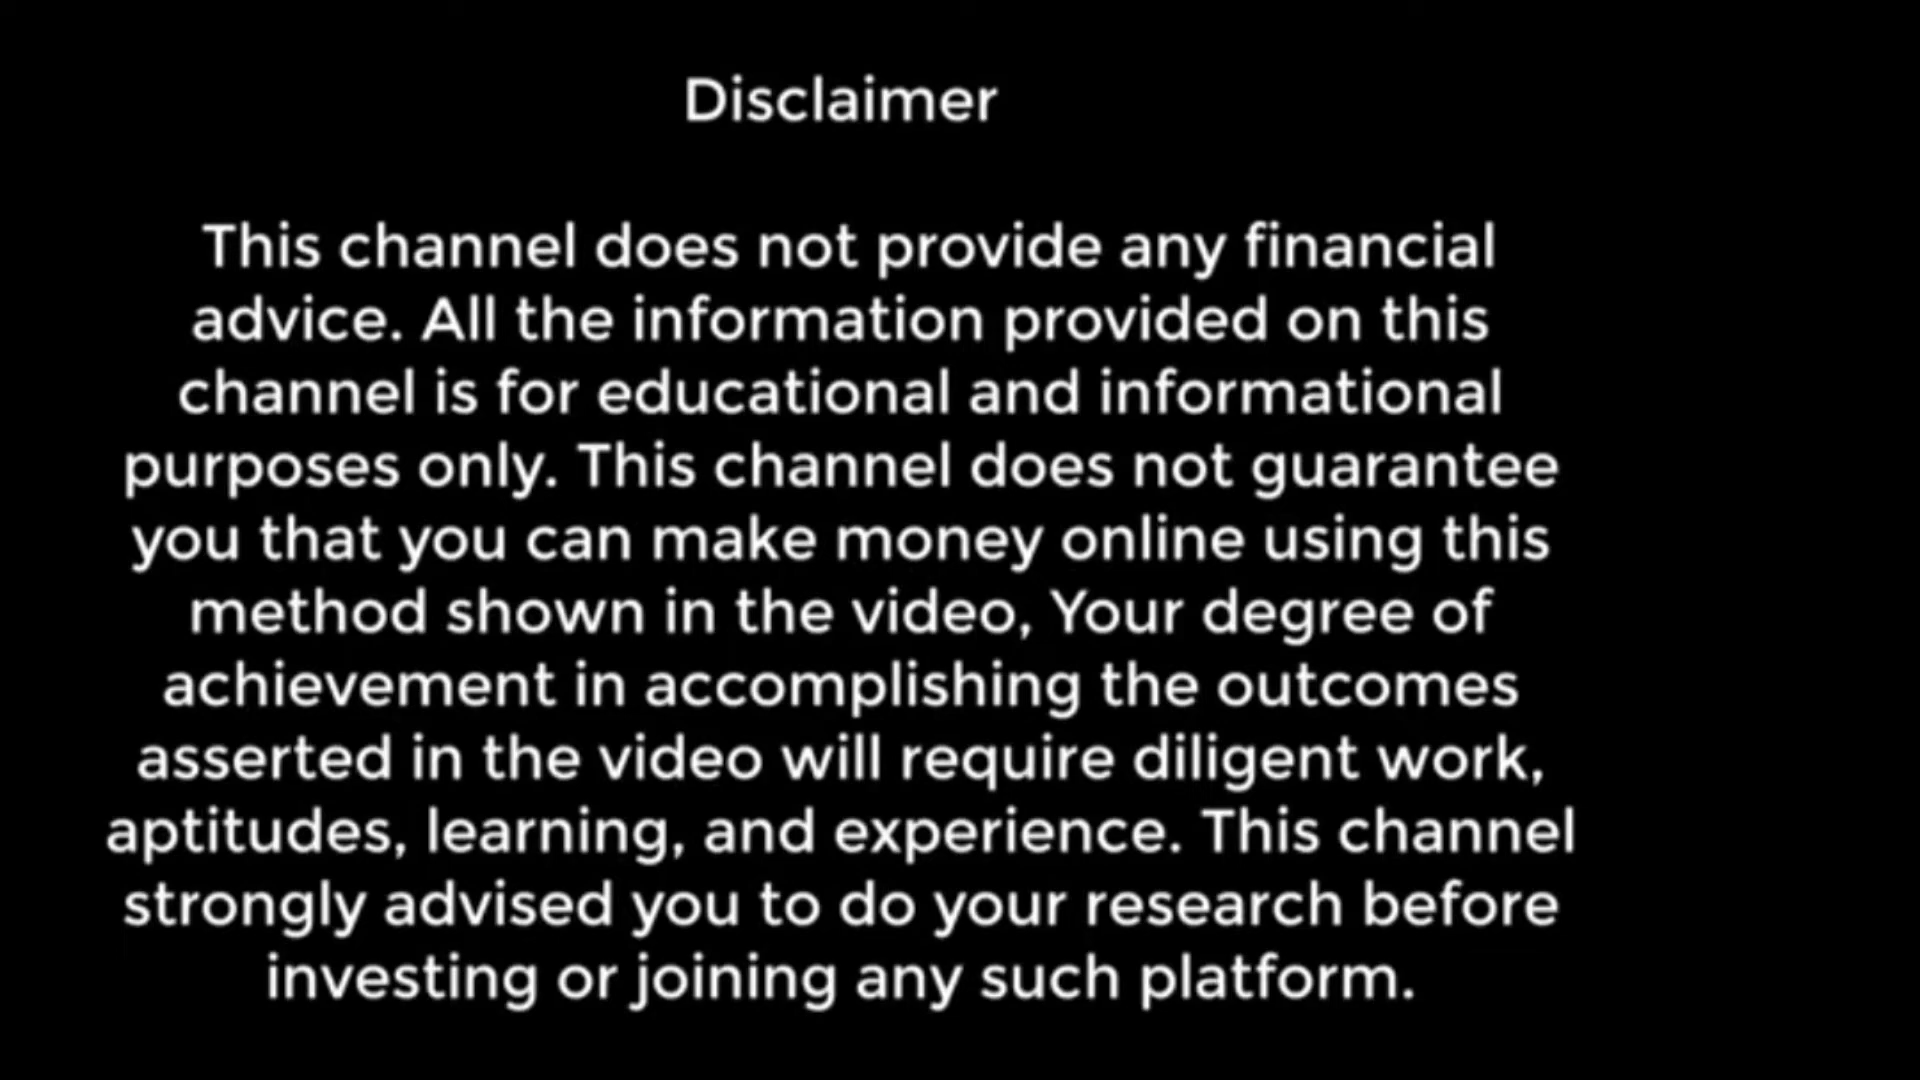 Disclaimer
This channel does not provide any financial
advice. All the information provided on this
channel is for educational and informational
purposes only. This channel does not guarantee
you that you can make money online using this
method shown in the video, Your degree of
achievement in accomplishing the outcomes
asserted in the video will require diligent work,
aptitudes, learning, and experience. This channel
strongly advised you to do your research before
investing or joining any such platform.